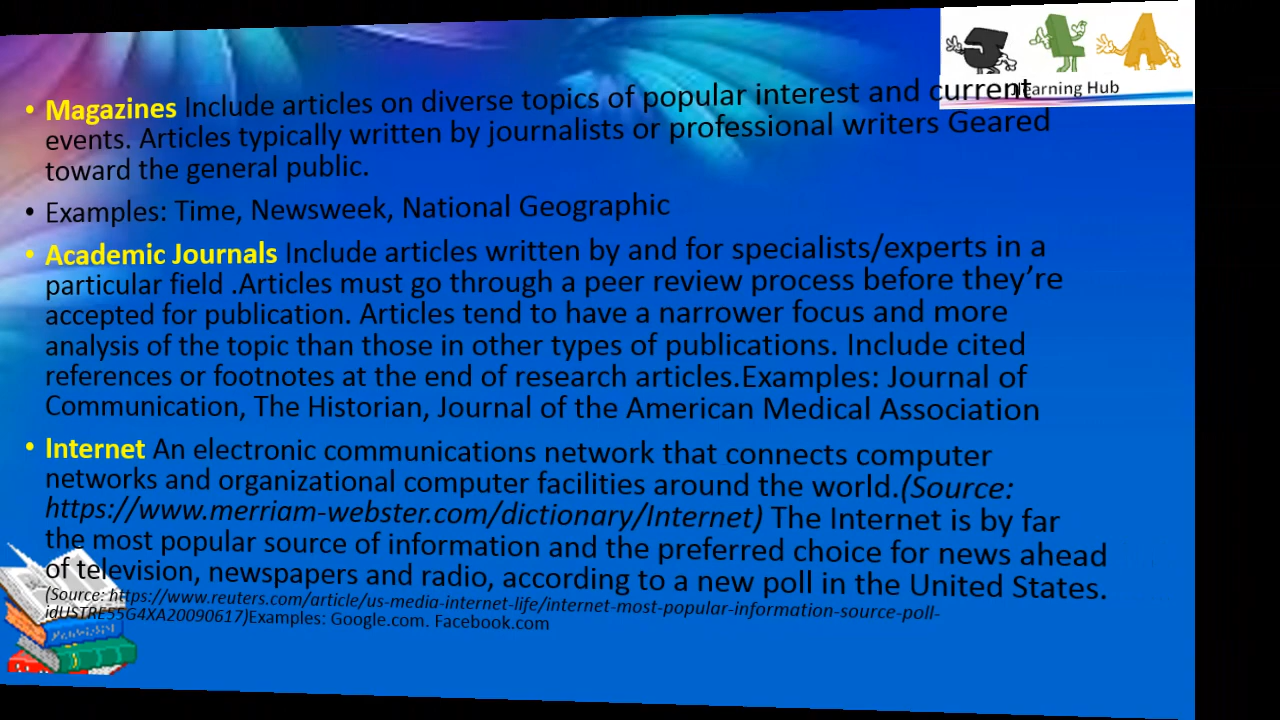 J L A
Learning Hub
• Magazines Include articles on diverse topics of popular interest and current
events. Articles typically written by journalists or professional writers Geared
toward the general public.
• Examples: Time, Newsweek, National Geographic
• Academic Journals Include articles written by and for specialists/experts in a
particular field .Articles must go through a peer review process before they’re
accepted for publication. Articles tend to have a narrower focus and more
analysis of the topic than those in other types of publications. Include cited
references or footnotes at the end of research articles.Examples: Journal of
Communication, The Historian, Journal of the American Medical Association
• Internet An electronic communications network that connects computer
networks and organizational computer facilities around the world.(Source:
https://www.merriam-webster.com/dictionary/Internet) The Internet is by far
the most popular source of information and the preferred choice for news ahead
of television, newspapers and radio, according to a new poll in the United States.
(Source: https://www.reuters.com/article/us-media-internet-life/internet-most-popular-information-source-poll-
idUSTRE55G4XA20090617)Examples: Google.com. Facebook.com